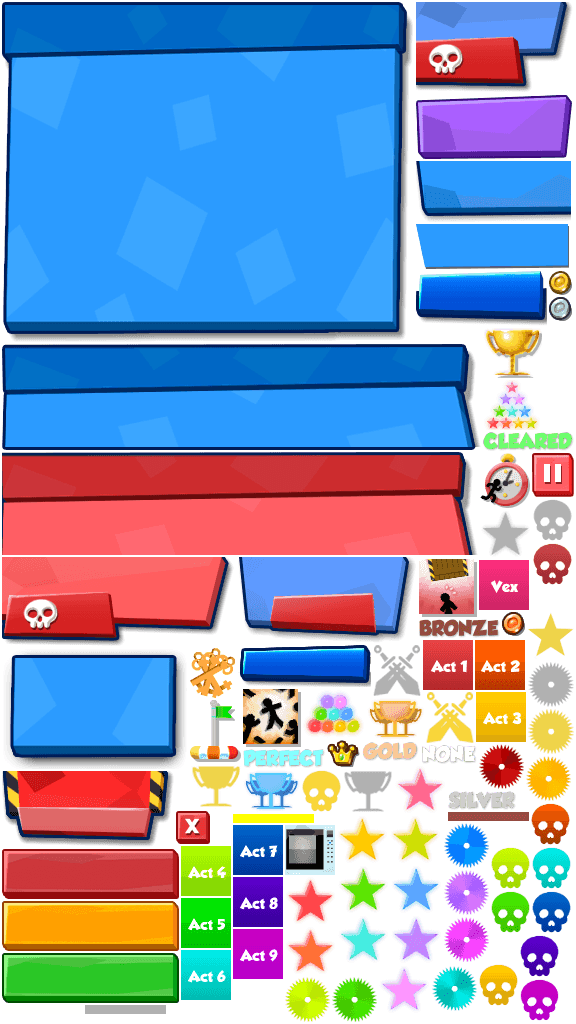 CLEARED
Vex
BRONZE
Act 1
Act 2
Act 3
PERFECT
GOLD
NONE
SILVER
X
Act 7
Act 4
Act 8
Act 5
Act 9
Act 6